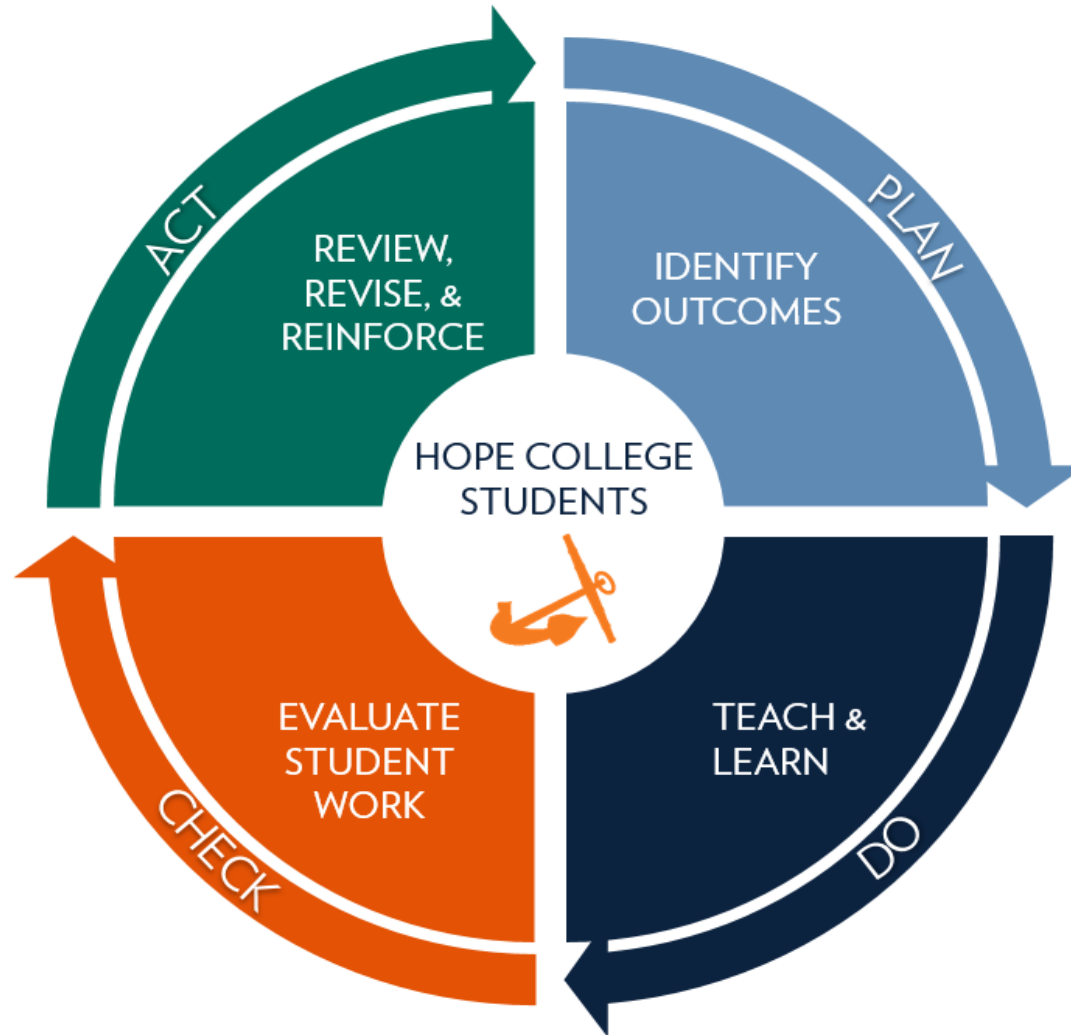 ACT
REVIEW,
REVISE, &
REINFORCE
PLAN
IDENTIFY
OUTCOMES
HOPE COLLEGE
STUDENTS
EVALUATE
STUDENT
WORK
CHECK
TEACH &
LEARN
DO